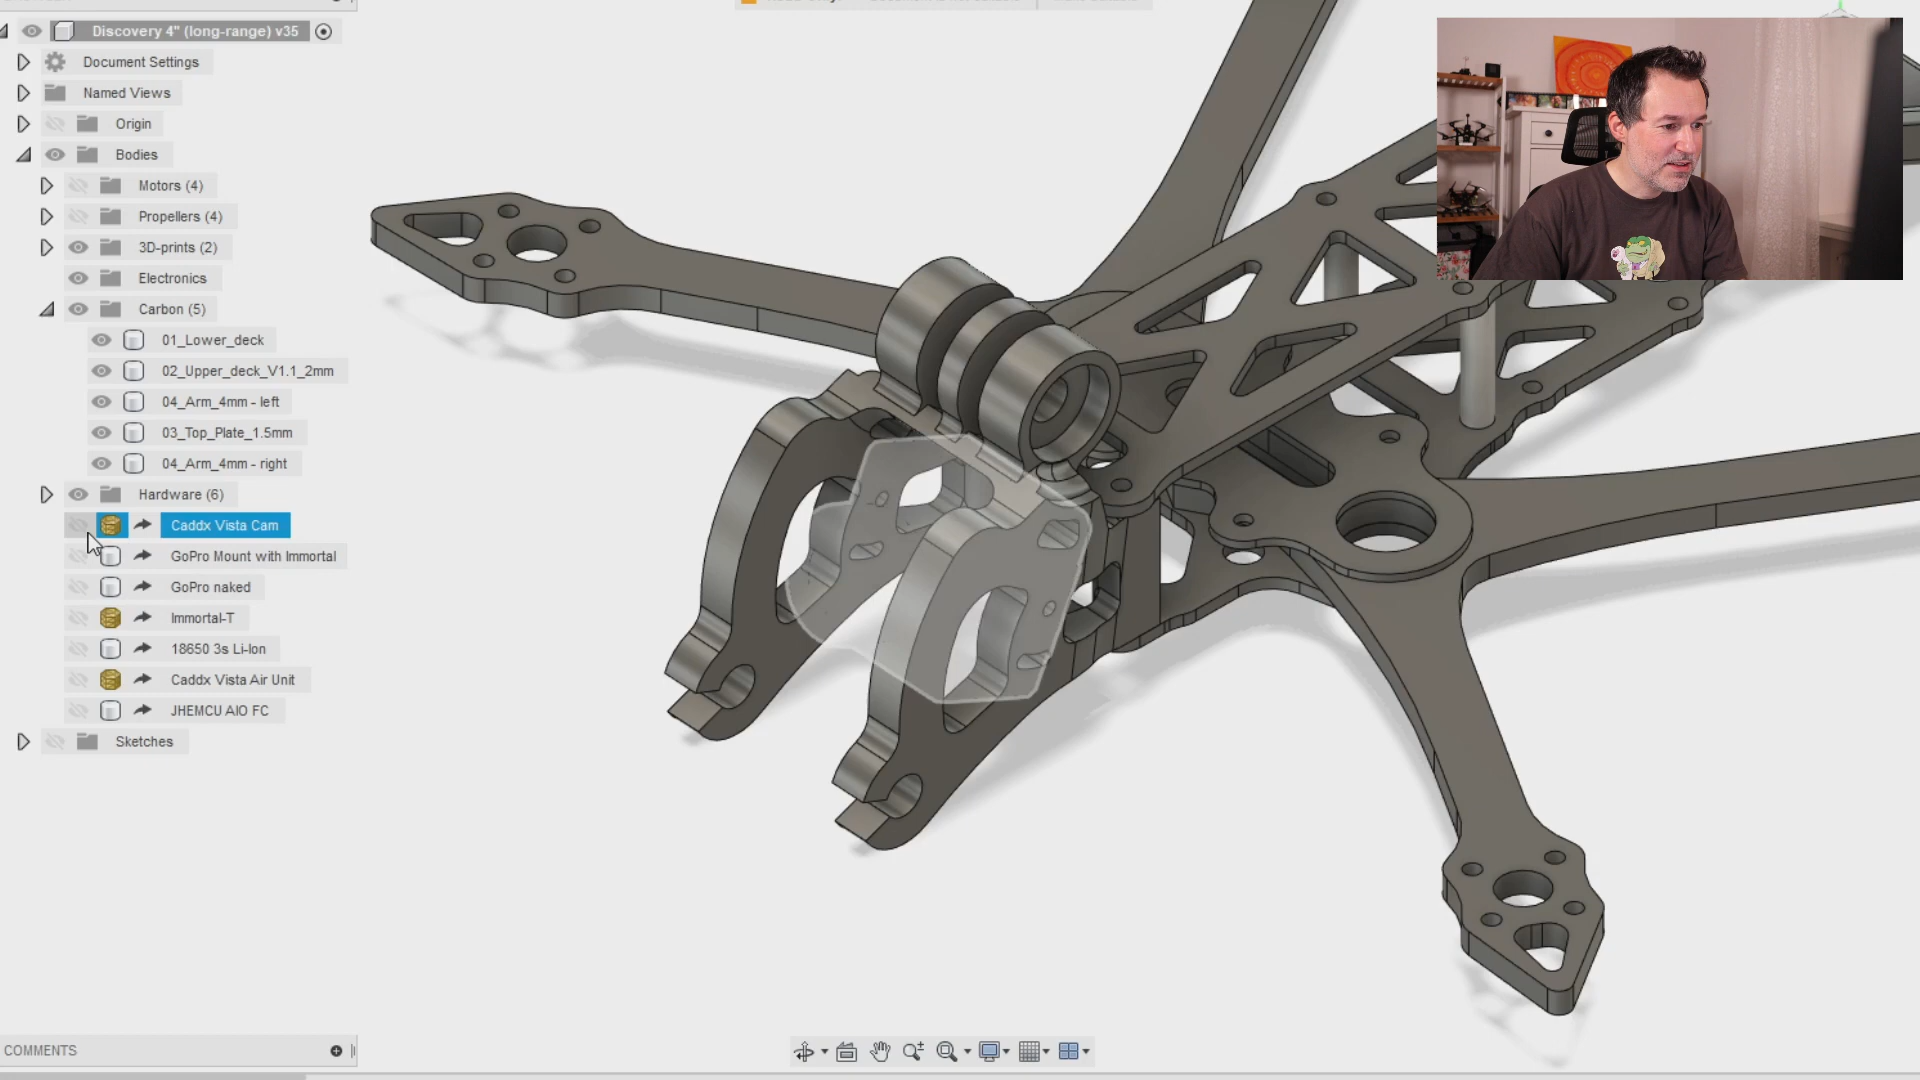 Discovery 4" (long-range) v35
Document Settings
Named Views
Origin
Bodies
Motors (4)
Propellers (4)
3D-prints (2)
Electronics
Carbon (5)
01_Lower_deck
02_Upper_deck_V1.1_2mm
04_Arm_4mm - left
03_Top_Plate_1.5mm
04_Arm_4mm - right
Hardware (6)
Caddx Vista Cam
GoPro Mount with Immortal
GoPro naked
Immortal-T
18650 3s Li-Ion
Caddx Vista Air Unit
JHEMCU AIO FC
Sketches
COMMENTS